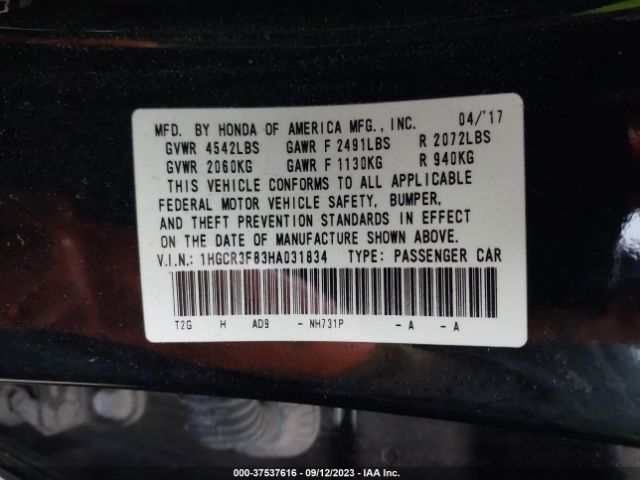 MFD. BY HONDA OF AMERICA MFG., INC. 04/'17
GVWR 4542LBS GAWR F 2491LBS R 2072LBS
GVWR 2060KG GAWR F 1130KG R 940KG
THIS VEHICLE CONFORMS TO ALL APPLICABLE
FEDERAL MOTOR VEHICLE SAFETY, BUMPER,
AND THEFT PREVENTION STANDARDS IN EFFECT
ON THE DATE OF MANUFACTURE SHOWN ABOVE.
V.I.N.: 1HGCR3F83HA031834 TYPE: PASSENGER CAR
T2G H AD9 - NH731P - A - A
000-37537616 - 09/12/2023 - IAA Inc.